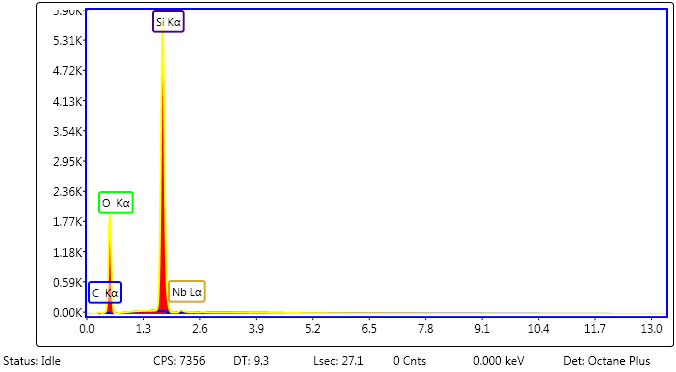 5.90K
Si Kα
5.31K
4.72K
4.13K
3.54K
2.95K
2.36K
O Kα
1.77K
1.18K
0.59K
C Kα
Nb Lα
0.00K
0.0 1.3 2.6 3.9 5.2 6.5 7.8 9.1 10.4 11.7 13.0
Status: Idle CPS: 7356 DT: 9.3 Lsec: 27.1 0 Cnts 0.000 keV Det: Octane Plus